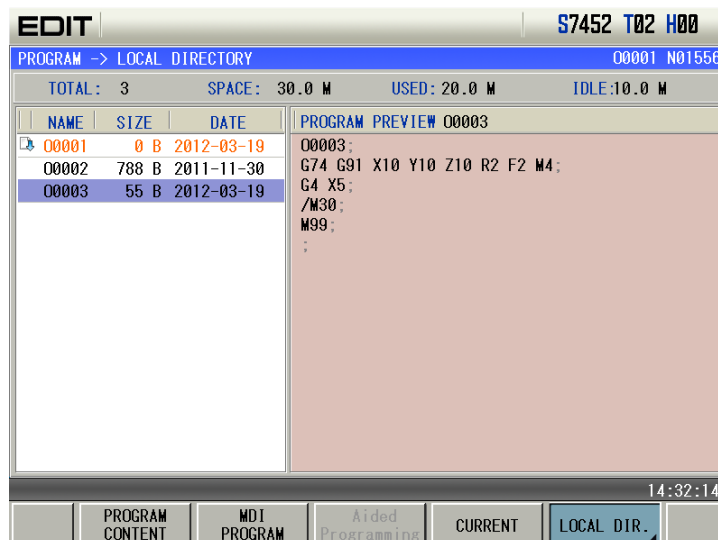 EDIT S7452 T02 H00
PROGRAM -> LOCAL DIRECTORY O0001 N01556
TOTAL: 3 SPACE: 30.0 M USED: 20.0 M IDLE:10.0 M
NAME SIZE DATE PROGRAM PREVIEW O0003
O0001 0 B 2012-03-19
O0002 788 B 2011-11-30
O0003 55 B 2012-03-19
O0003;
G74 G91 X10 Y10 Z10 R2 F2 M4;
G4 X5;
/M30;
M99;
;
14:32:14
PROGRAM CONTENT
MDI PROGRAM
Aided Programming
CURRENT
LOCAL DIR.